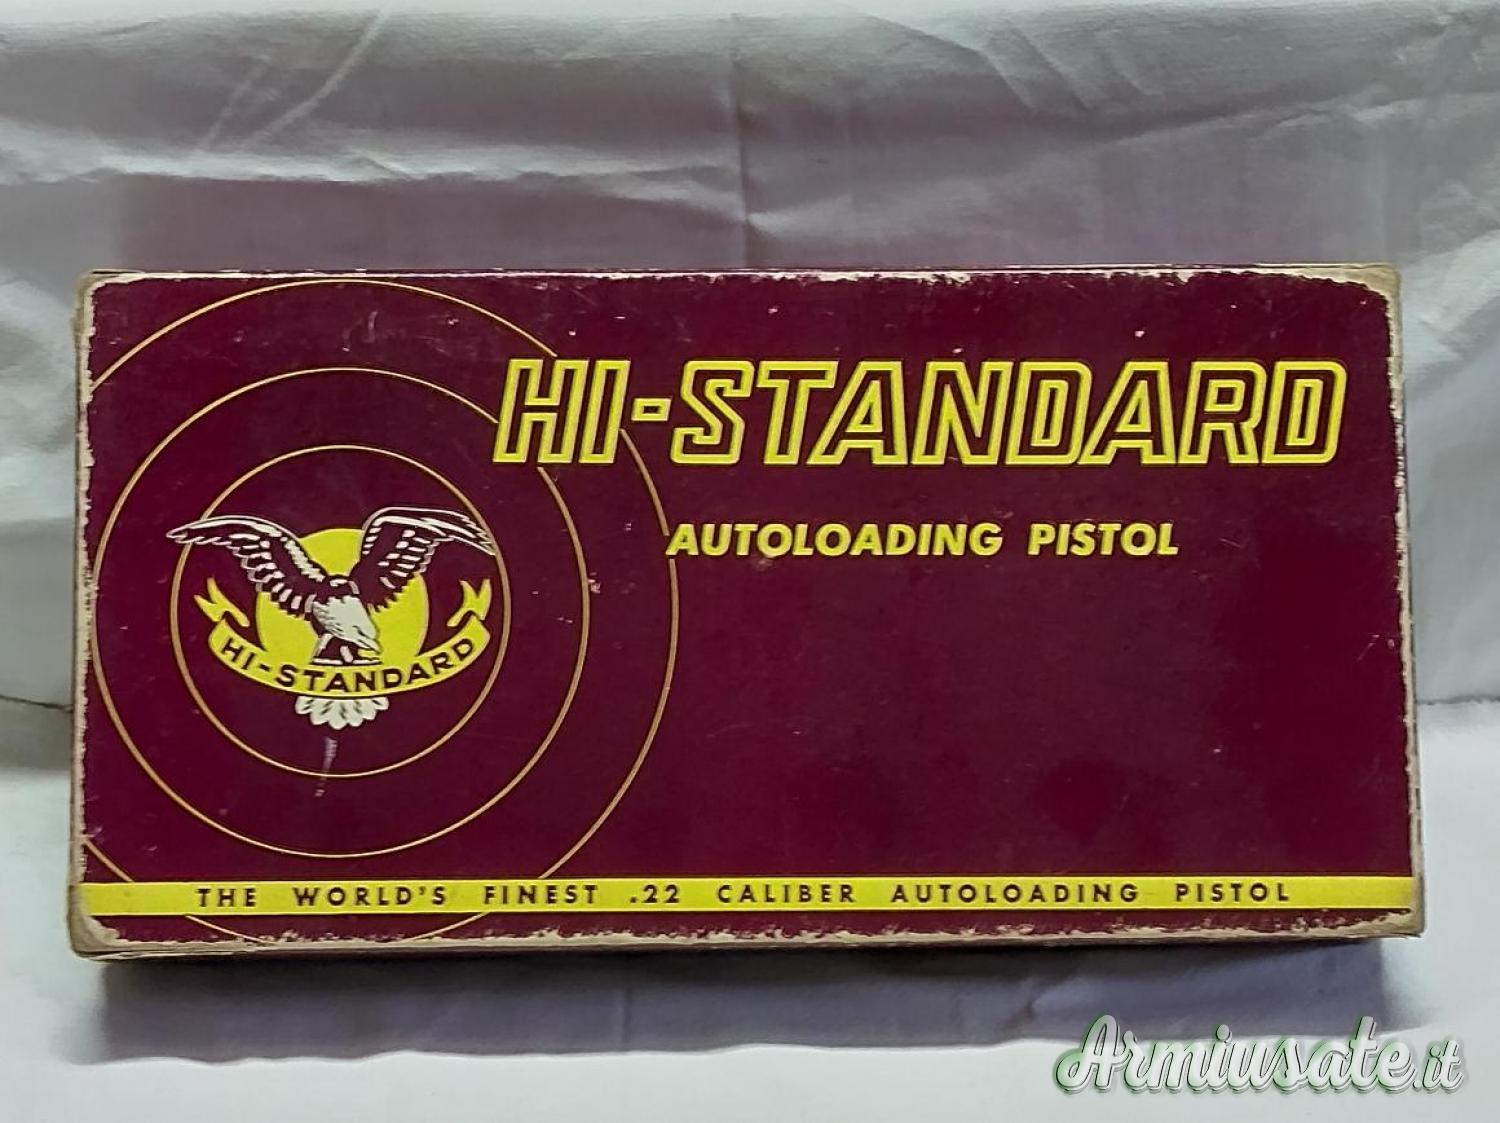 HI-STANDARD
AUTOLOADING PISTOL
HI-STANDARD
THE WORLD'S FINEST .22 CALIBER AUTOLOADING PISTOL
Armiusate.it